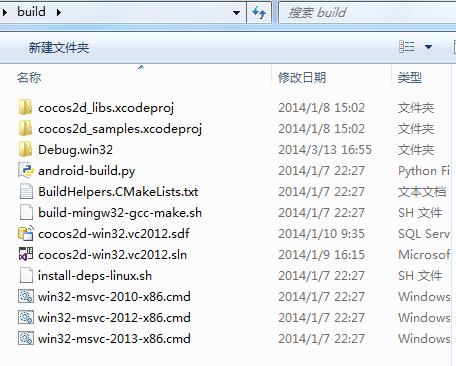 build
搜索 build
新建文件夹
名称 修改日期 类型
cocos2d_libs.xcodeproj 2014/1/8 15:02 文件夹
cocos2d_samples.xcodeproj 2014/1/8 15:02 文件夹
Debug.win32 2014/3/13 16:55 文件夹
android-build.py 2014/1/7 22:27 Python Fi
BuildHelpers.CMakeLists.txt 2014/1/7 22:27 文本文档
build-mingw32-gcc-make.sh 2014/1/7 22:27 SH 文件
cocos2d-win32.vc2012.sdf 2014/1/10 9:35 SQL Serv
cocos2d-win32.vc2012.sln 2014/1/9 16:15 Microsof
install-deps-linux.sh 2014/1/7 22:27 SH 文件
win32-msvc-2010-x86.cmd 2014/1/7 22:27 Windows
win32-msvc-2012-x86.cmd 2014/1/7 22:27 Windows
win32-msvc-2013-x86.cmd 2014/1/7 22:27 Windows